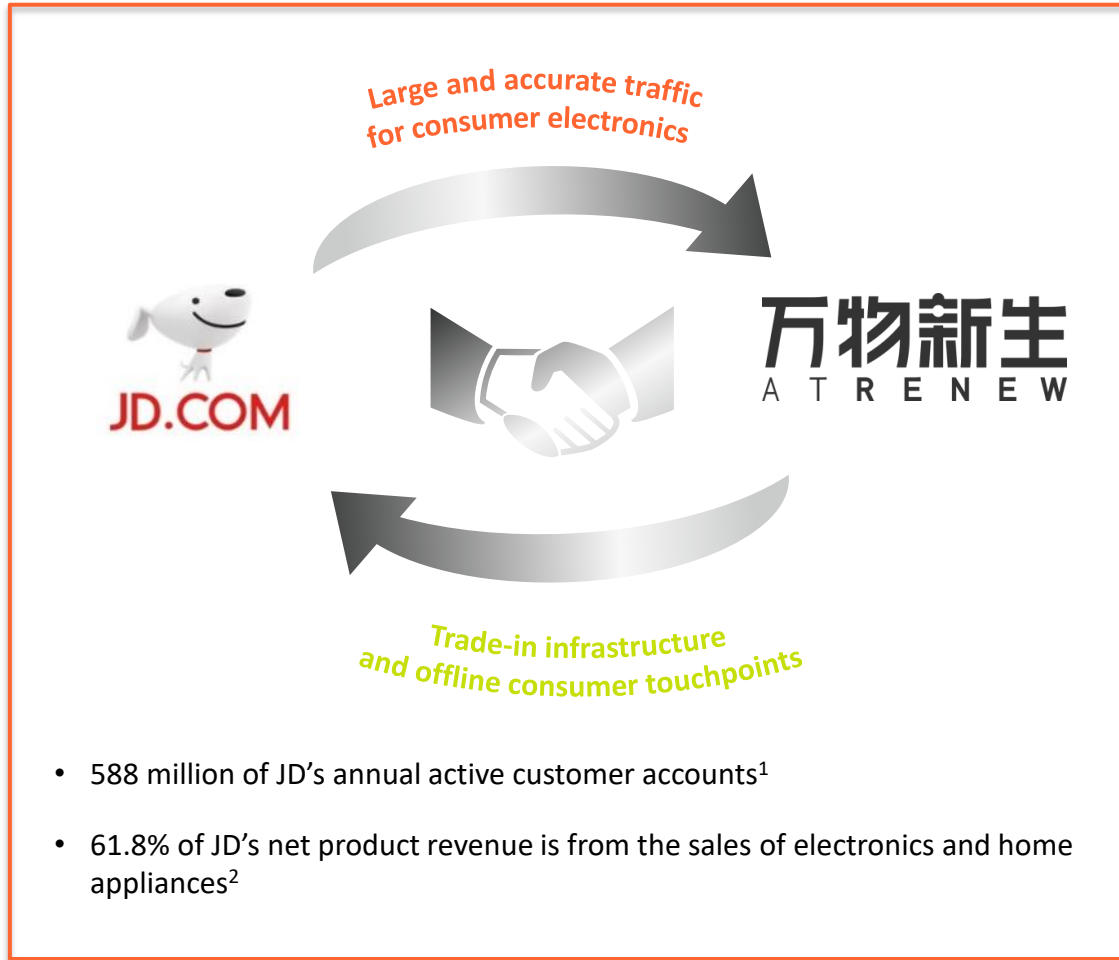 Large and accurate traffic
for consumer electronics
JD.COM
万物新生
ATRENEW
Trade-in infrastructure
and offline consumer touchpoints
• 588 million of JD’s annual active customer accounts¹
• 61.8% of JD’s net product revenue is from the sales of electronics and home
appliances²